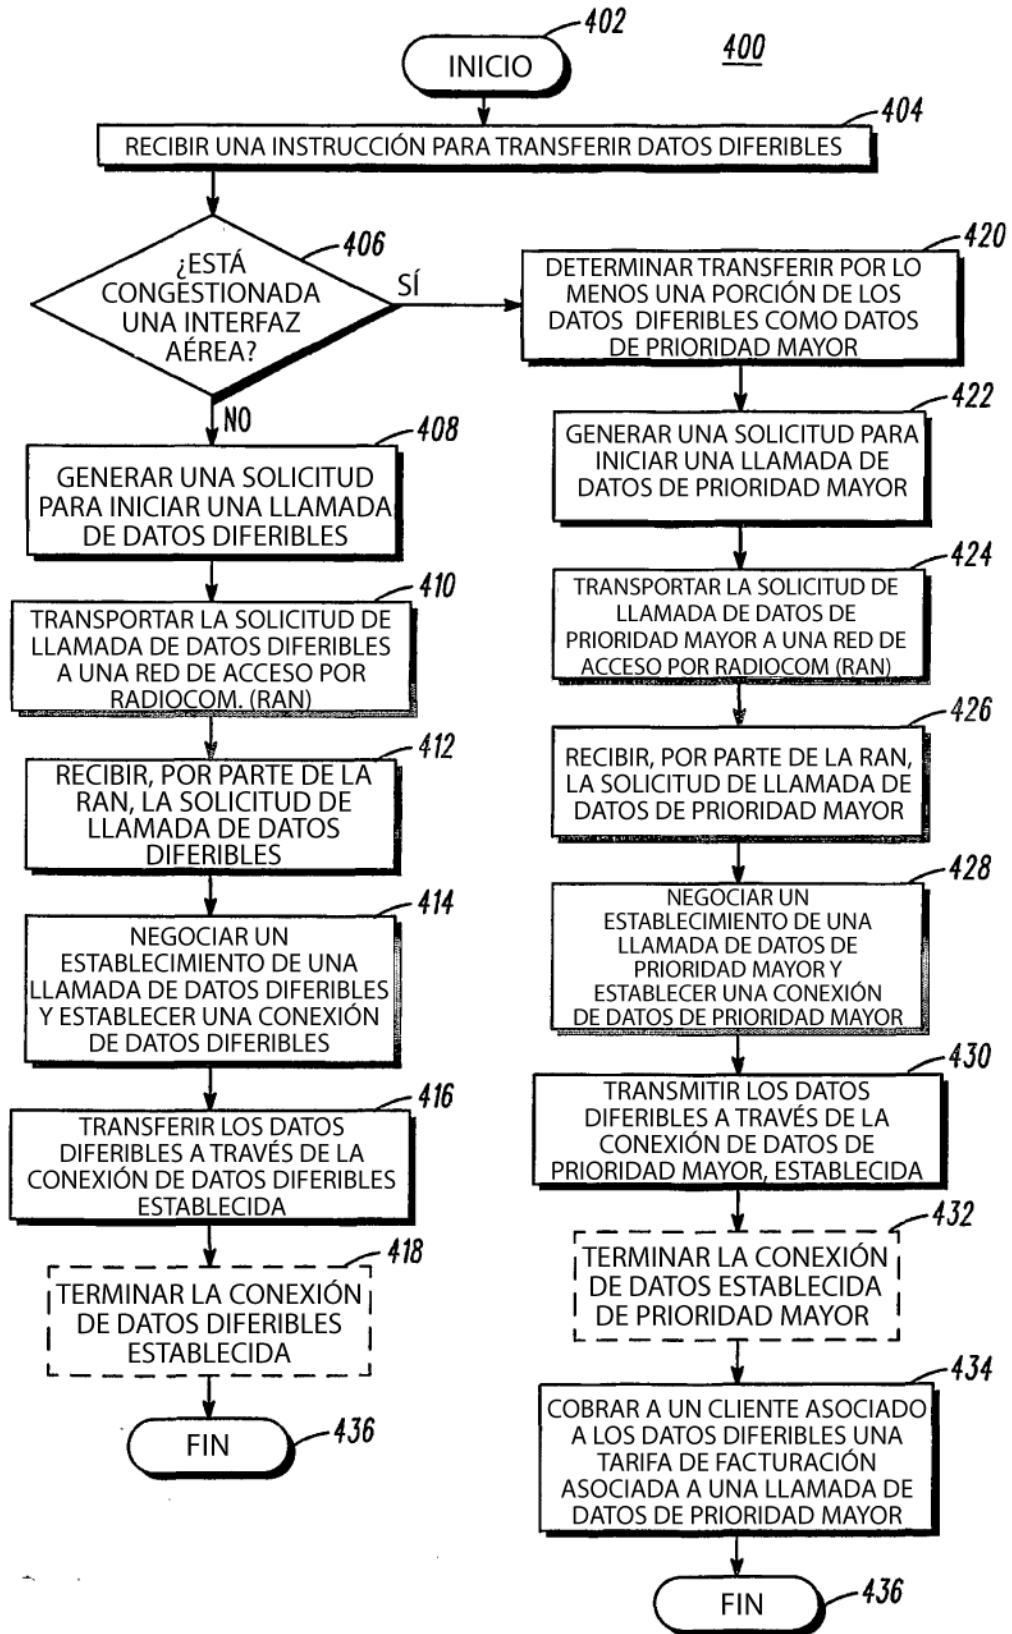 402
INICIO
400
404
RECIBIR UNA INSTRUCCIÓN PARA TRANSFERIR DATOS DIFERIBLES
406
¿ESTÁ
CONGESTIONADA
UNA INTERFAZ
AÉREA?
SÍ
NO
408
GENERAR UNA SOLICITUD
PARA INICIAR UNA LLAMADA
DE DATOS DIFERIBLES
410
TRANSPORTAR LA SOLICITUD DE
LLAMADA DE DATOS DIFERIBLES
A UNA RED DE ACCESO POR
RADIOCOM. (RAN)
412
RECIBIR, POR PARTE DE LA
RAN, LA SOLICITUD DE
LLAMADA DE DATOS
DIFERIBLES
414
NEGOCIAR UN
ESTABLECIMIENTO DE UNA
LLAMADA DE DATOS DIFERIBLES
Y ESTABLECER UNA CONEXIÓN
DE DATOS DIFERIBLES
416
TRANSFERIR LOS DATOS
DIFERIBLES A TRAVÉS DE LA
CONEXIÓN DE DATOS DIFERIBLES
ESTABLECIDA
418
TERMINAR LA CONEXIÓN
DE DATOS DIFERIBLES
ESTABLECIDA
FIN
436
420
DETERMINAR TRANSFERIR POR LO
MENOS UNA PORCIÓN DE LOS
DATOS DIFERIBLES COMO DATOS
DE PRIORIDAD MAYOR
422
GENERAR UNA SOLICITUD PARA
INICIAR UNA LLAMADA DE
DATOS DE PRIORIDAD MAYOR
424
TRANSPORTAR LA SOLICITUD DE
LLAMADA DE DATOS DE
PRIORIDAD MAYOR A UNA RED DE
ACCESO POR RADIOCOM (RAN)
426
RECIBIR, POR PARTE DE LA RAN,
LA SOLICITUD DE LLAMADA DE
DATOS DE PRIORIDAD MAYOR
428
NEGOCIAR UN
ESTABLECIMIENTO DE UNA
LLAMADA DE DATOS DE
PRIORIDAD MAYOR Y
ESTABLECER UNA CONEXIÓN
DE DATOS DE PRIORIDAD MAYOR
430
TRANSMITIR LOS DATOS
DIFERIBLES A TRAVÉS DE LA
CONEXIÓN DE DATOS DE
PRIORIDAD MAYOR, ESTABLECIDA
432
TERMINAR LA CONEXIÓN
DE DATOS ESTABLECIDA
DE PRIORIDAD MAYOR
434
COBRAR A UN CLIENTE ASOCIADO
A LOS DATOS DIFERIBLES UNA
TARIFA DE FACTURACIÓN
ASOCIADA A UNA LLAMADA DE
DATOS DE PRIORIDAD MAYOR
FIN
436